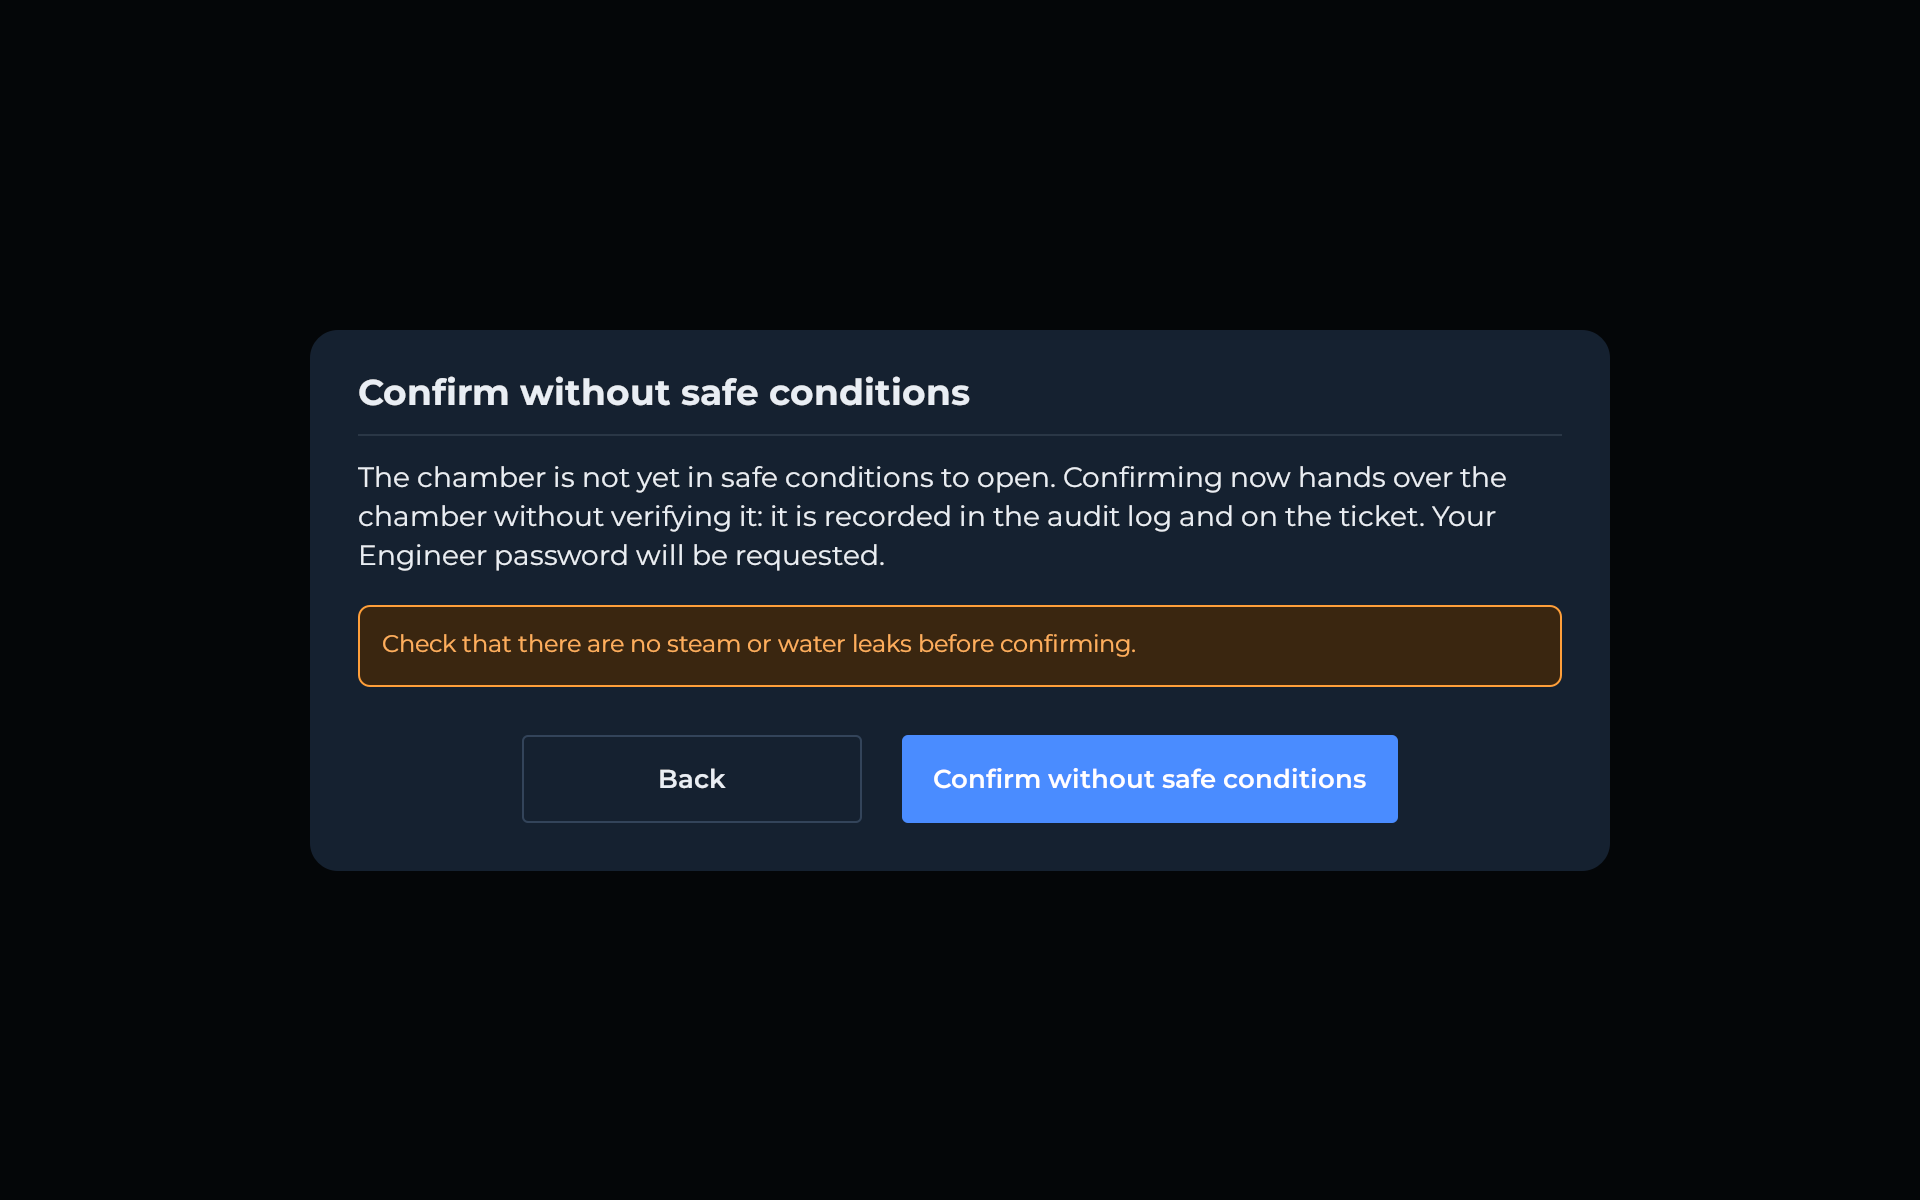 Confirm without safe conditions
The chamber is not yet in safe conditions to open. Confirming now hands over the
chamber without verifying it: it is recorded in the audit log and on the ticket. Your
Engineer password will be requested.
Check that there are no steam or water leaks before confirming.
Back
Confirm without safe conditions